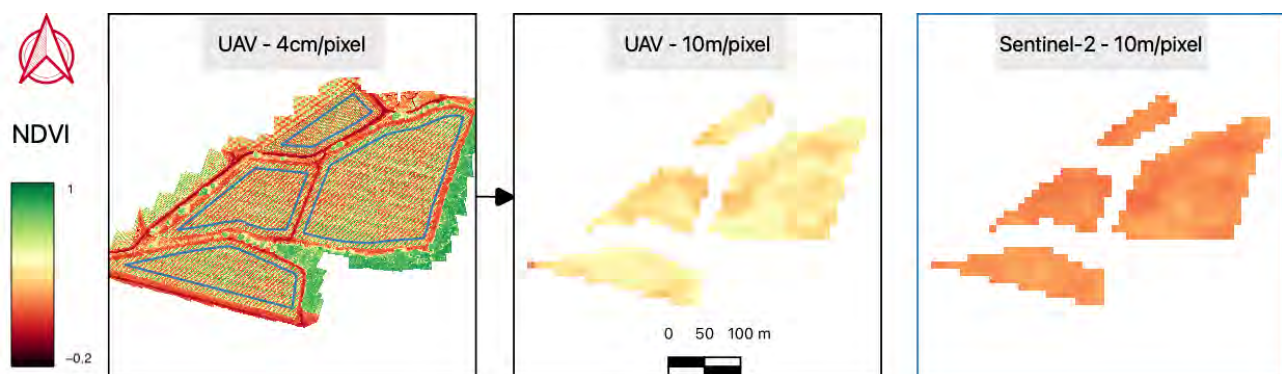 UAV - 4cm/pixel
UAV - 10m/pixel
Sentinel-2 - 10m/pixel
NDVI
1
-0.2
0 50 100 m